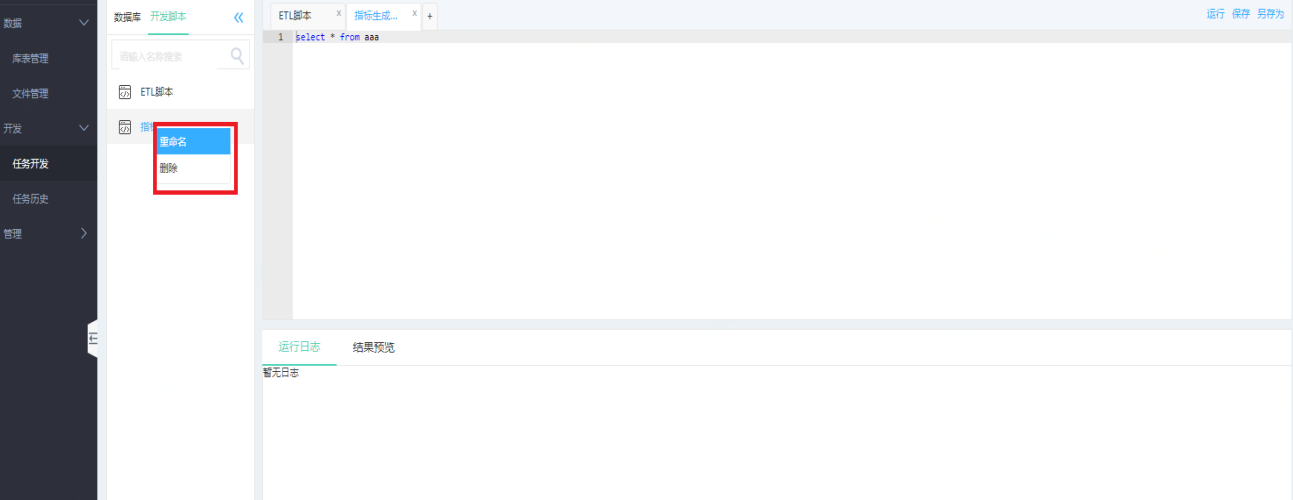 数据
库表管理
文件管理
开发
任务开发
任务历史
管理
数据库 开发脚本
请输入名称搜索
ETL脚本
重命名
删除
ETL脚本 x 指标生成... x +
运行 保存 另存为
1 select * from aaa
运行日志 结果预览
暂无日志